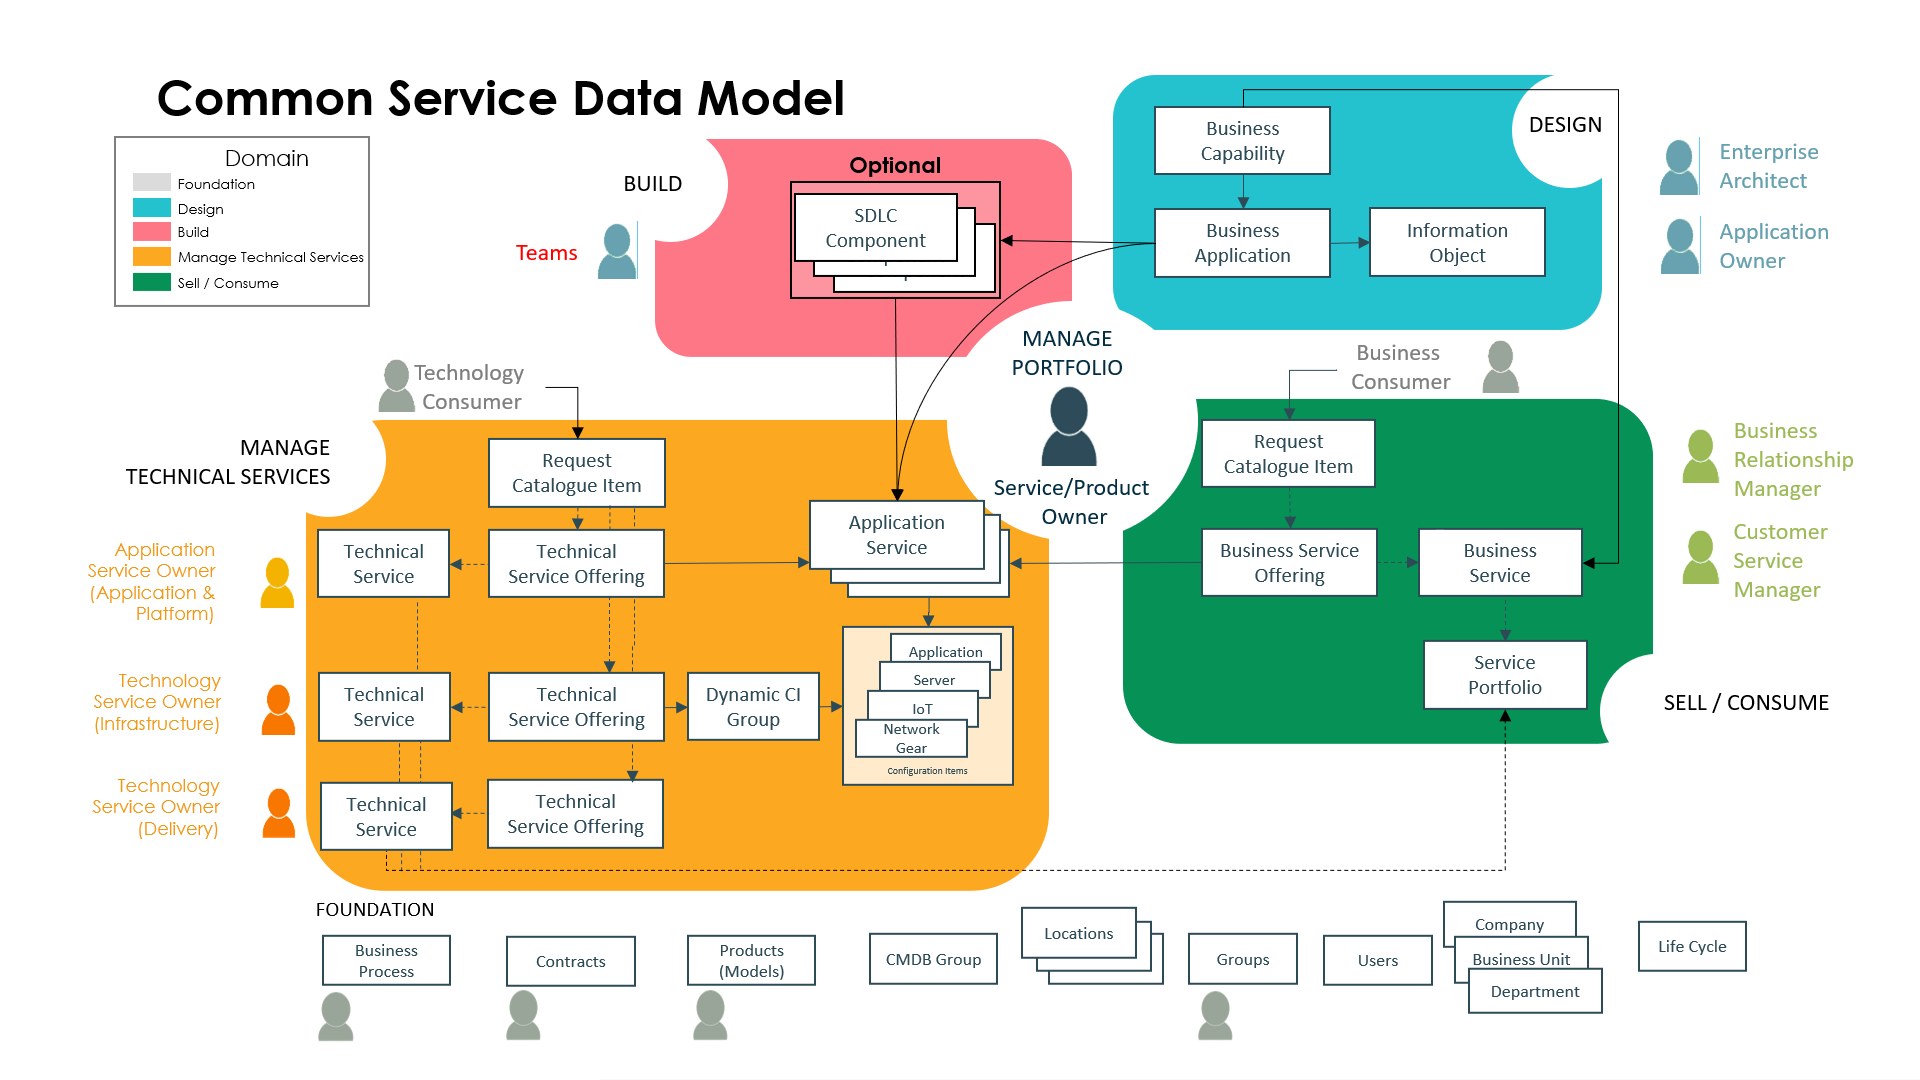 Common Service Data Model
Domain
Foundation
Design
Build
Manage Technical Services
Sell / Consume
BUILD
Teams
Optional
SDLC
Component
DESIGN
Business
Capability
Business
Application
Information
Object
Enterprise
Architect
Application
Owner
MANAGE
PORTFOLIO
Service/Product
Owner
Technology
Consumer
MANAGE
TECHNICAL SERVICES
Request
Catalogue Item
Technical
Service
Technical
Service Offering
Application
Service
Application
Service Owner
(Application &
Platform)
Technology
Service Owner
(Infrastructure)
Technical
Service
Technical
Service Offering
Dynamic CI
Group
Application
Server
IoT
Network
Gear
Configuration Items
Technology
Service Owner
(Delivery)
Technical
Service
Technical
Service Offering
Business
Consumer
Request
Catalogue Item
Business Service
Offering
Business
Service
Service
Portfolio
Business
Relationship
Manager
Customer
Service
Manager
SELL / CONSUME
FOUNDATION
Business
Process
Contracts
Products
(Models)
CMDB Group
Locations
Groups
Users
Company
Business Unit
Department
Life Cycle